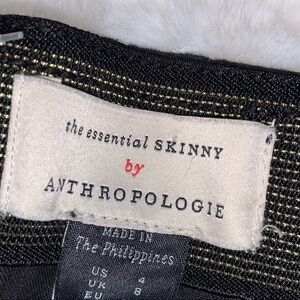 the essential SKINNY
by
ANTHROPOLOGIE
MADE IN
The Philippines
US 4
UK 8
EU